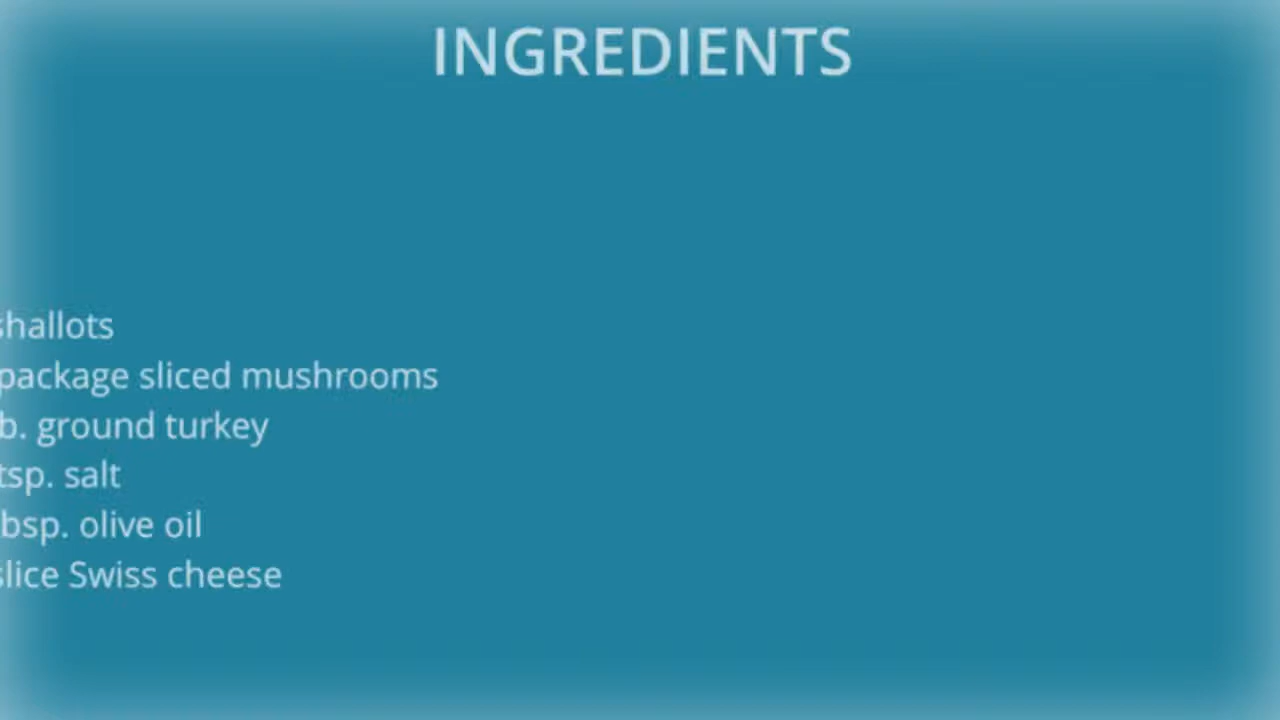 INGREDIENTS
shallots
package sliced mushrooms
b. ground turkey
tsp. salt
bsp. olive oil
slice Swiss cheese